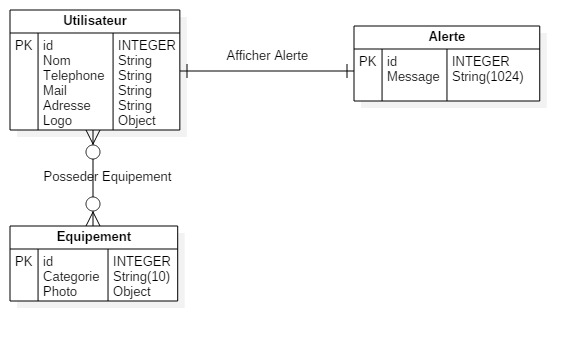 Utilisateur
PK id INTEGER
Nom String
Telephone String
Mail String
Adresse String
Logo Object
Afficher Alerte
Alerte
PK id INTEGER
Message String(1024)
Posseder Equipement
Equipement
PK id INTEGER
Categorie String(10)
Photo Object